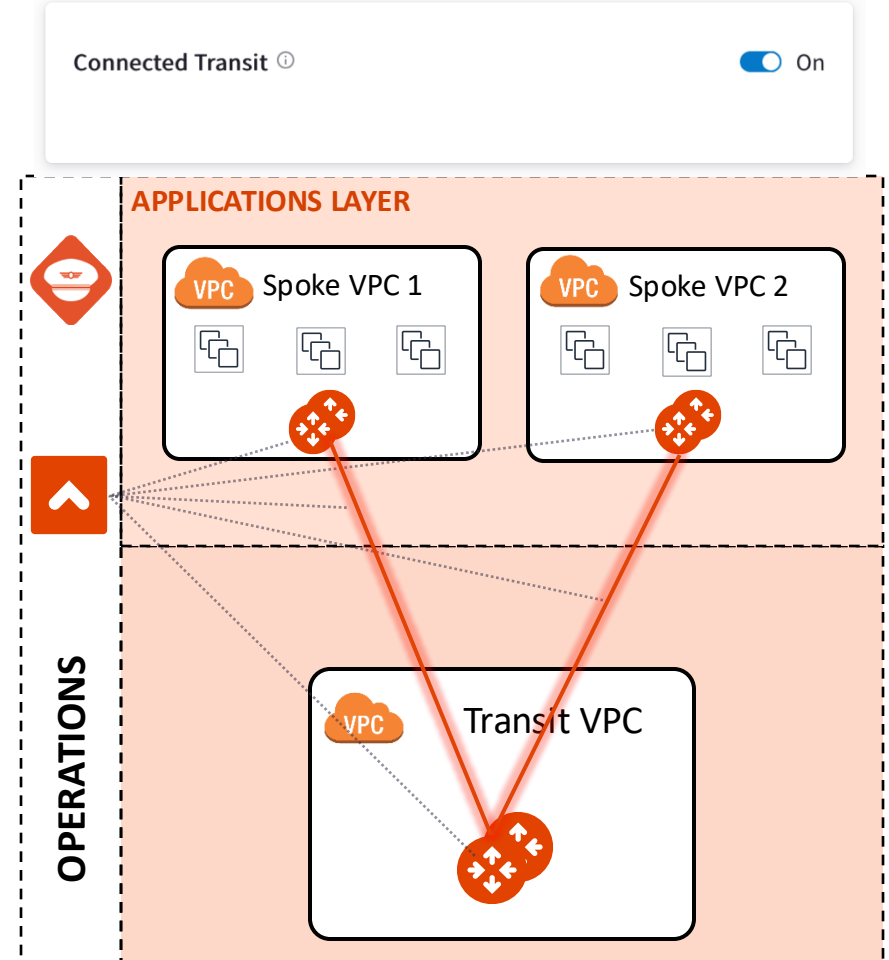 Connected Transit
On
APPLICATIONS LAYER
VPC
Spoke VPC 1
VPC
Spoke VPC 2
OPERATIONS
VPC
Transit VPC